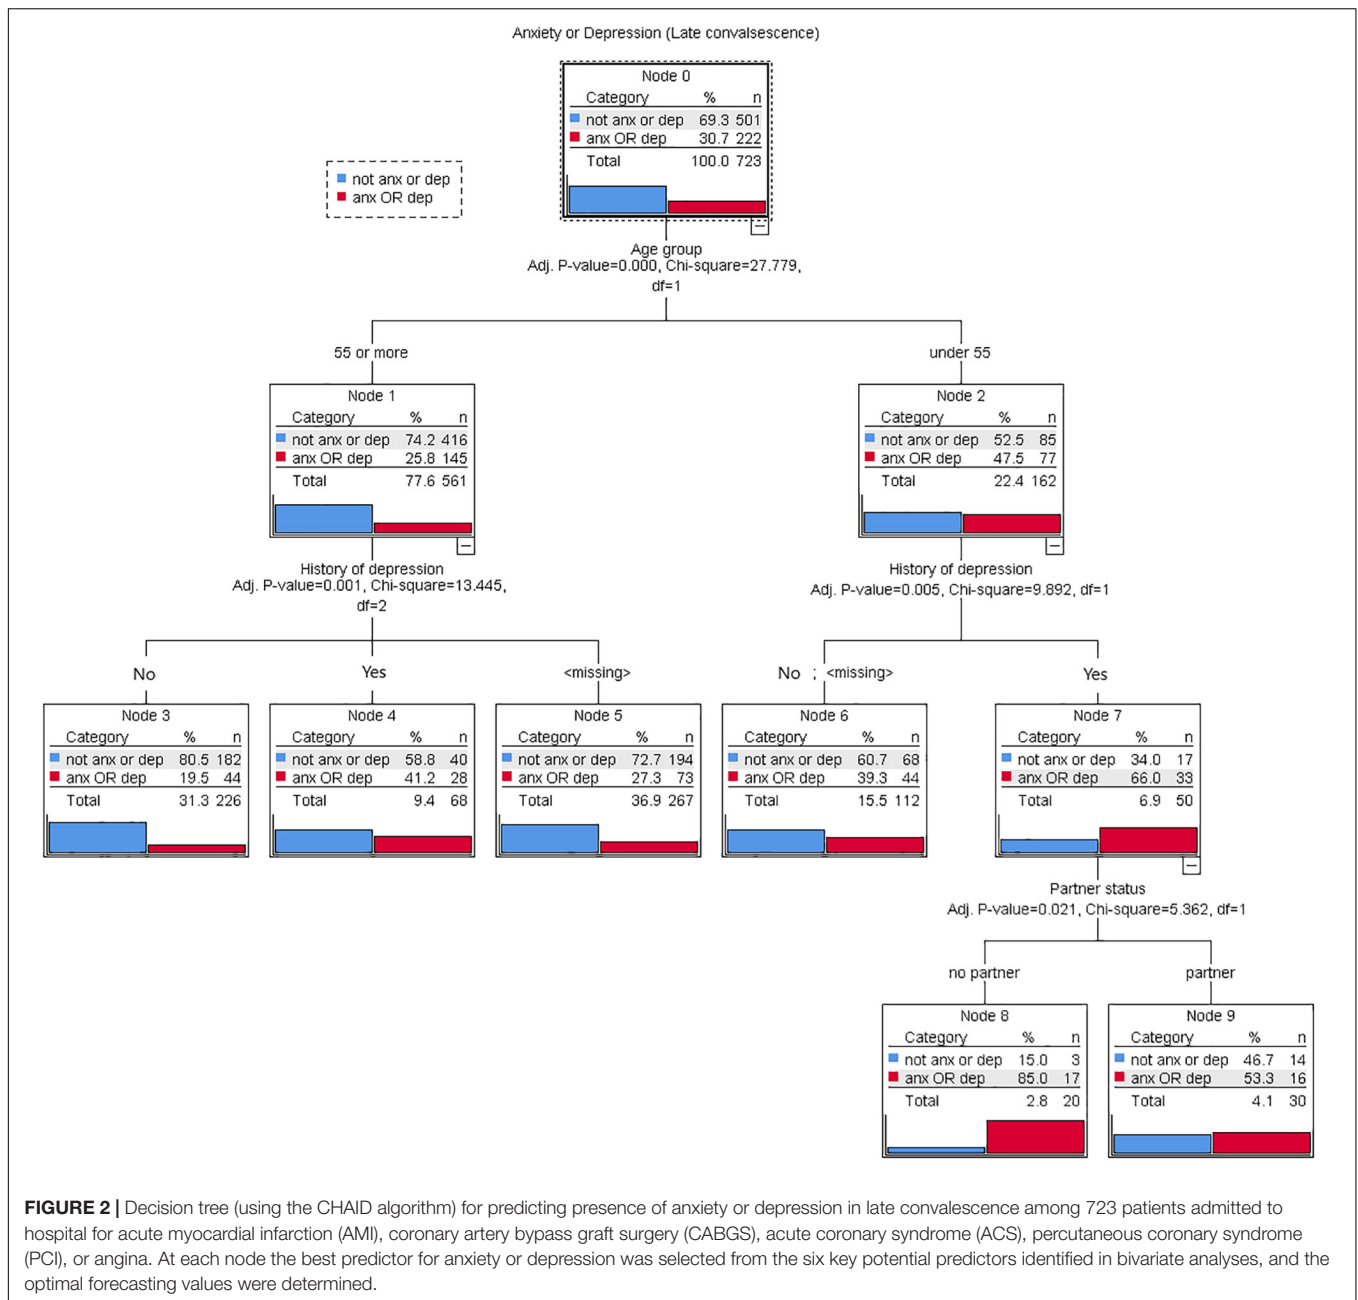 Anxiety or Depression (Late convalsescence)
Node 0
Category % n
not anx or dep 69.3 501
anx OR dep 30.7 222
Total 100.0 723
not anx or dep
anx OR dep
Age group
Adj. P-value=0.000, Chi-square=27.779,
df=1
55 or more
under 55
Node 1
Category % n
not anx or dep 74.2 416
anx OR dep 25.8 145
Total 77.6 561
Node 2
Category % n
not anx or dep 52.5 85
anx OR dep 47.5 77
Total 22.4 162
History of depression
Adj. P-value=0.001, Chi-square=13.445,
df=2
History of depression
Adj. P-value=0.005, Chi-square=9.892, df=1
No
Yes
<missing>
No ; <missing>
Yes
Node 3
Category % n
not anx or dep 80.5 182
anx OR dep 19.5 44
Total 31.3 226
Node 4
Category % n
not anx or dep 58.8 40
anx OR dep 41.2 28
Total 9.4 68
Node 5
Category % n
not anx or dep 72.7 194
anx OR dep 27.3 73
Total 36.9 267
Node 6
Category % n
not anx or dep 60.7 68
anx OR dep 39.3 44
Total 15.5 112
Node 7
Category % n
not anx or dep 34.0 17
anx OR dep 66.0 33
Total 6.9 50
Partner status
Adj. P-value=0.021, Chi-square=5.362, df=1
no partner
partner
Node 8
Category % n
not anx or dep 15.0 3
anx OR dep 85.0 17
Total 2.8 20
Node 9
Category % n
not anx or dep 46.7 14
anx OR dep 53.3 16
Total 4.1 30
FIGURE 2 | Decision tree (using the CHAID algorithm) for predicting presence of anxiety or depression in late convalescence among 723 patients admitted to
hospital for acute myocardial infarction (AMI), coronary artery bypass graft surgery (CABGS), acute coronary syndrome (ACS), percutaneous coronary syndrome
(PCI), or angina. At each node the best predictor for anxiety or depression was selected from the six key potential predictors identified in bivariate analyses, and the
optimal forecasting values were determined.